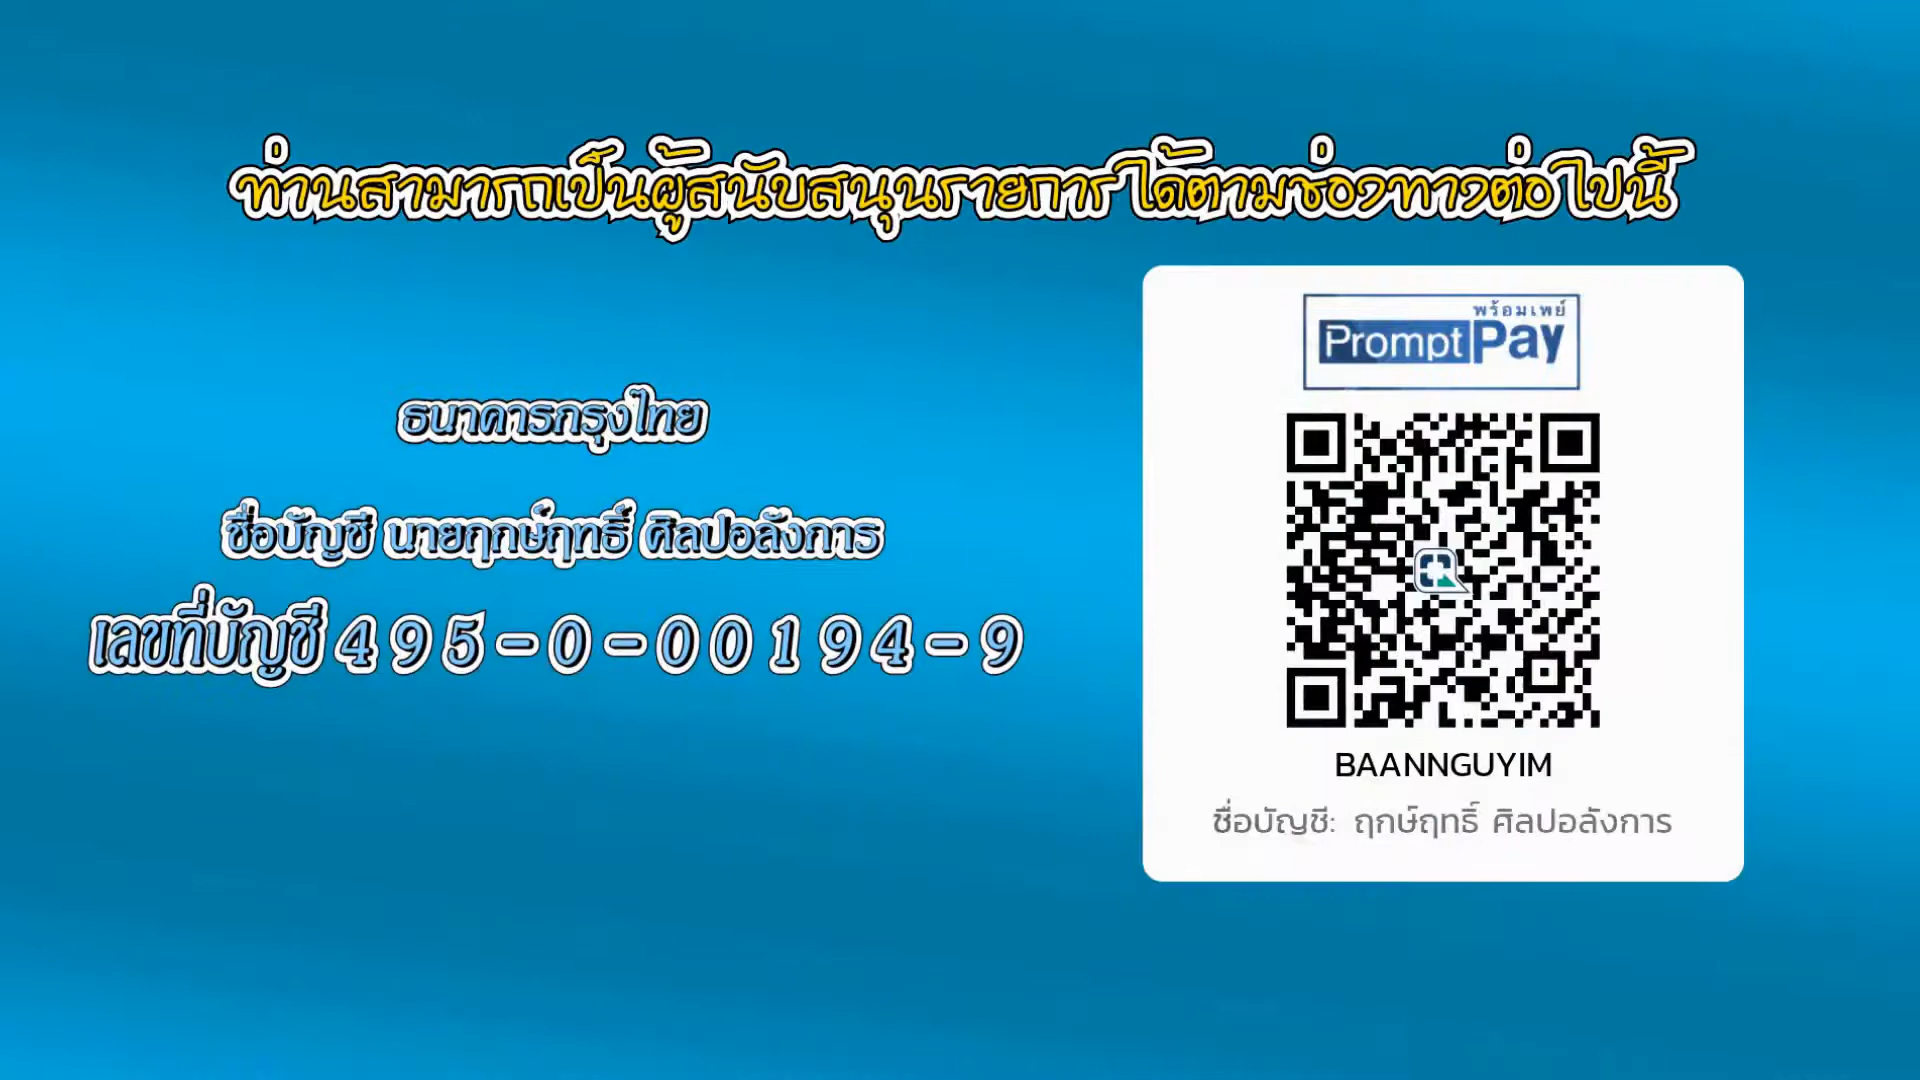 ท่านสามารถเป็นผู้สนับสนุนรายการ ได้ตามช่องทางต่อไปนี้
ธนาคารกรุงไทย
ชื่อบัญชี นายฤกษ์ฤทธิ์ ศิลปอลังการ
เลขที่บัญชี 495-0-00194-9
พร้อมเพย์
PromptPay
BAANNGUYIM
ชื่อบัญชี: ฤกษ์ฤทธิ์ ศิลปอลังการ